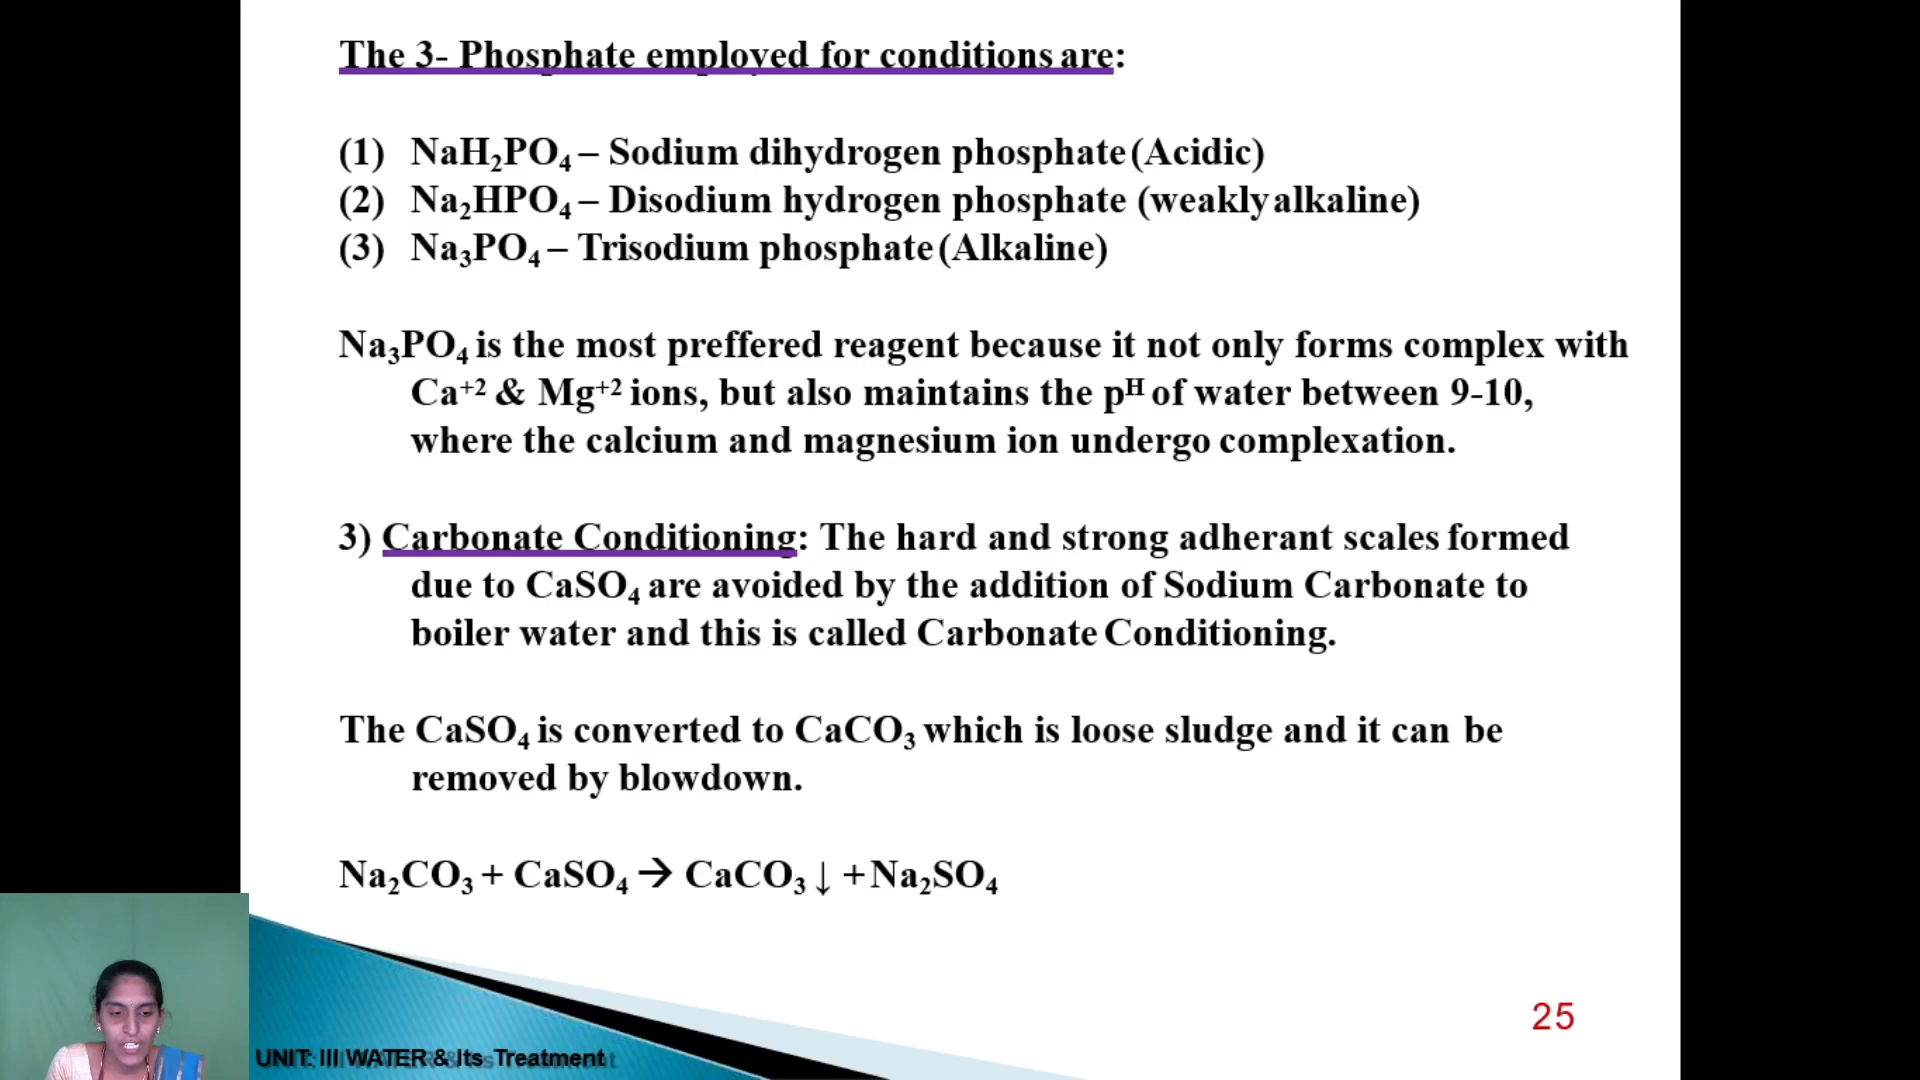 The 3- Phosphate employed for conditions are:
(1) NaH₂PO₄ – Sodium dihydrogen phosphate (Acidic)
(2) Na₂HPO₄ – Disodium hydrogen phosphate (weakly alkaline)
(3) Na₃PO₄ – Trisodium phosphate (Alkaline)
Na₃PO₄ is the most preffered reagent because it not only forms complex with
Ca⁺² & Mg⁺² ions, but also maintains the pᴴ of water between 9-10,
where the calcium and magnesium ion undergo complexation.
3) Carbonate Conditioning: The hard and strong adherant scales formed
due to CaSO₄ are avoided by the addition of Sodium Carbonate to
boiler water and this is called Carbonate Conditioning.
The CaSO₄ is converted to CaCO₃ which is loose sludge and it can be
removed by blowdown.
Na₂CO₃ + CaSO₄ → CaCO₃ ↓ + Na₂SO₄
25
UNIT: III WATER & Its Treatment